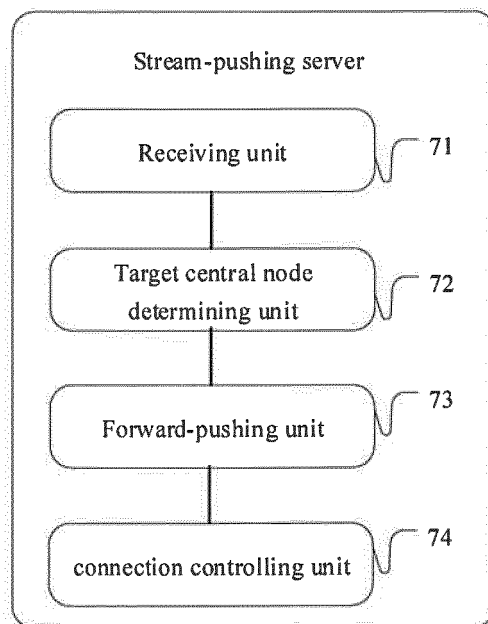 Stream-pushing server
Receiving unit
71
Target central node
determining unit
72
Forward-pushing unit
73
connection controlling unit
74